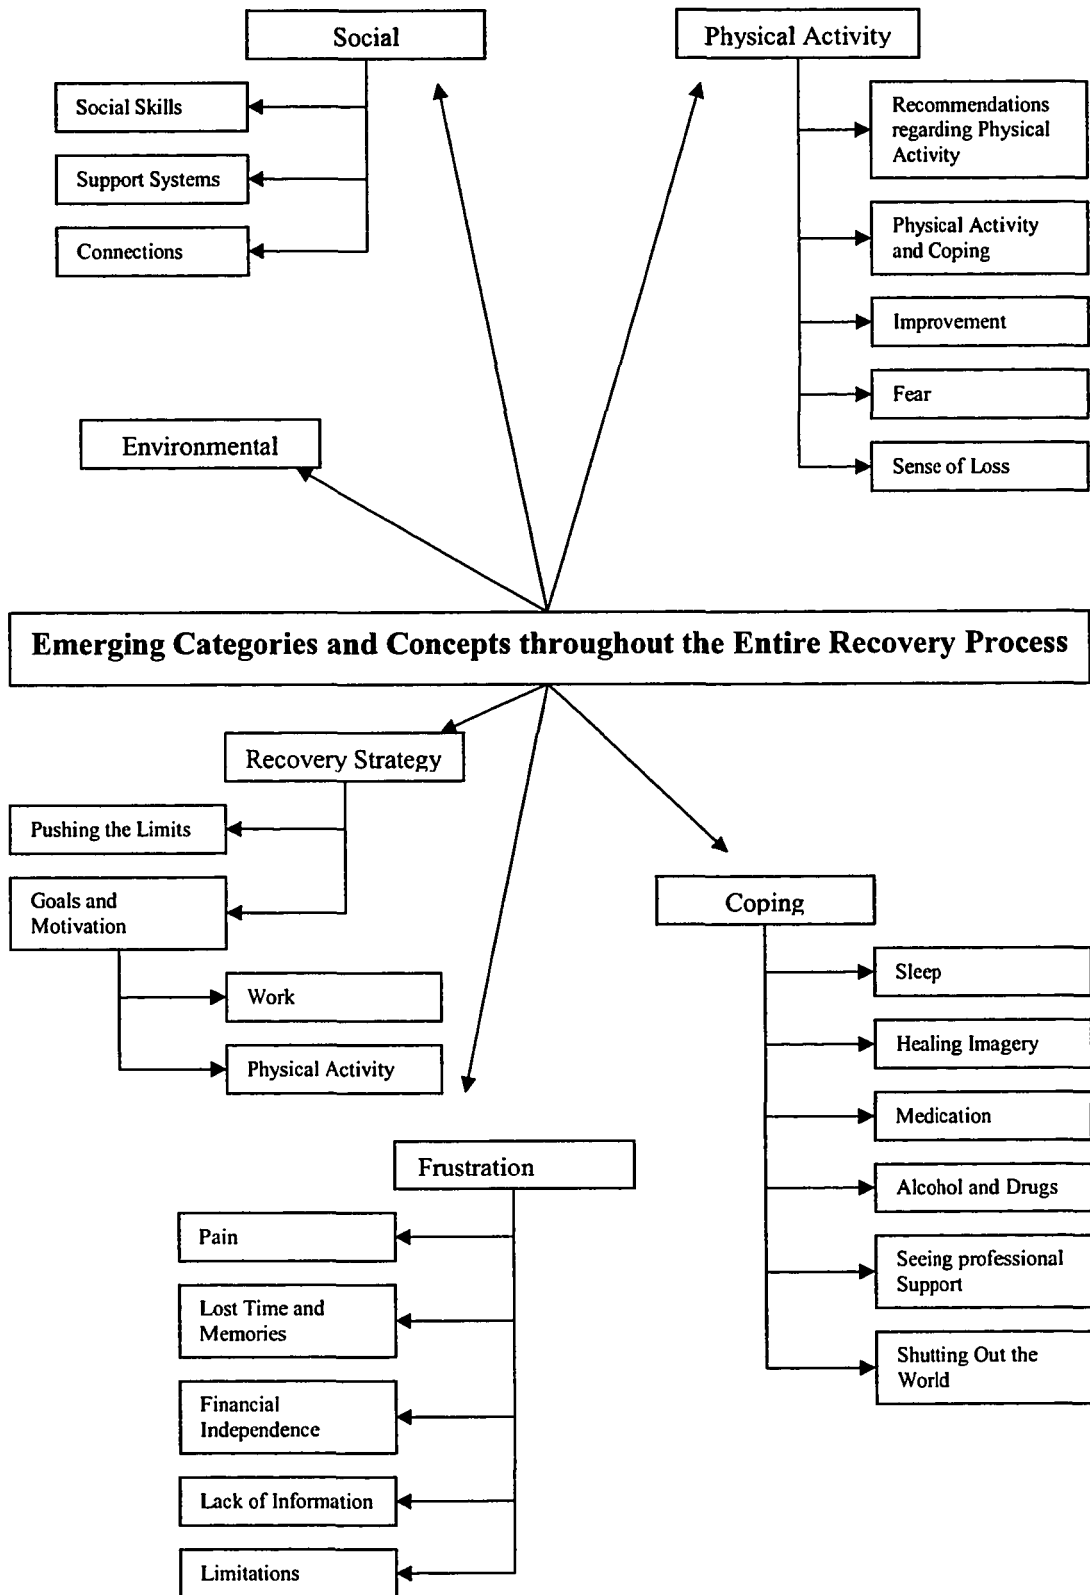 Social
Social Skills
Support Systems
Connections
Physical Activity
Recommendations
regarding Physical
Activity
Physical Activity
and Coping
Improvement
Fear
Sense of Loss
Environmental
Emerging Categories and Concepts throughout the Entire Recovery Process
Recovery Strategy
Pushing the Limits
Goals and
Motivation
Work
Physical Activity
Coping
Sleep
Healing Imagery
Medication
Alcohol and Drugs
Seeing professional
Support
Shutting Out the
World
Frustration
Pain
Lost Time and
Memories
Financial
Independence
Lack of Information
Limitations